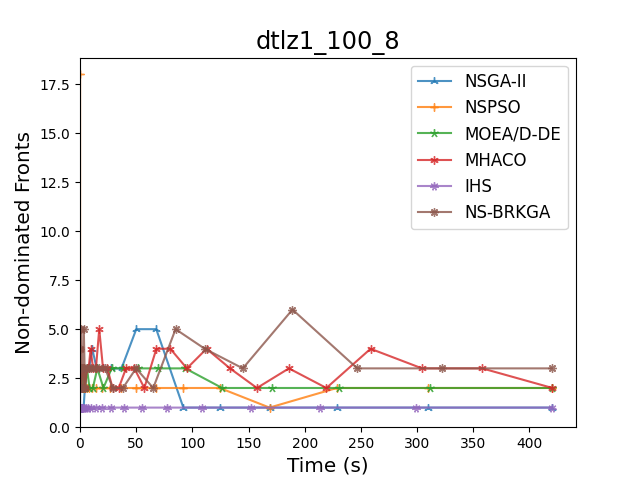 dtlz1_100_8
Non-dominated Fronts
17.5
15.0
12.5
10.0
7.5
5.0
2.5
0.0
NSGA-II
NSPSO
MOEA/D-DE
MHACO
IHS
NS-BRKGA
0 50 100 150 200 250 300 350 400
Time (s)